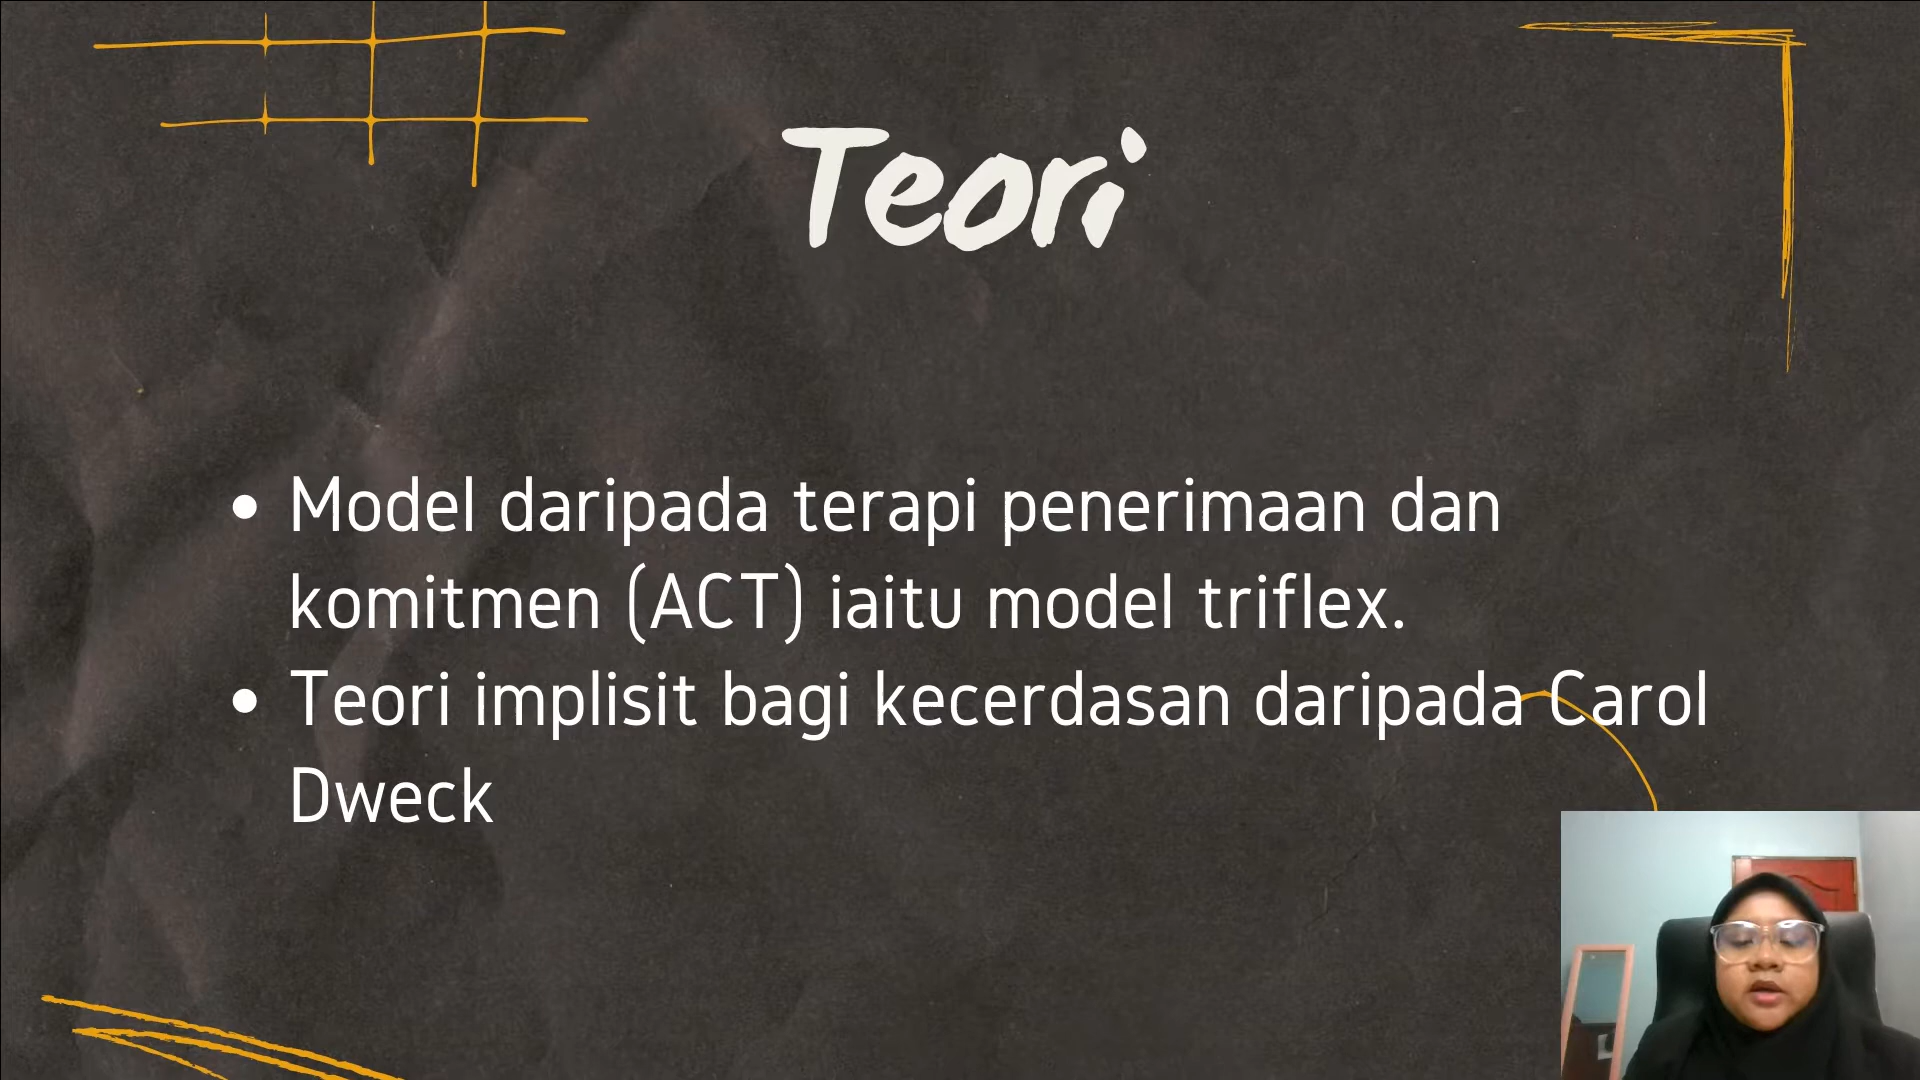 Teori
• Model daripada terapi penerimaan dan
komitmen (ACT) iaitu model triflex.
• Teori implisit bagi kecerdasan daripada Carol
Dweck